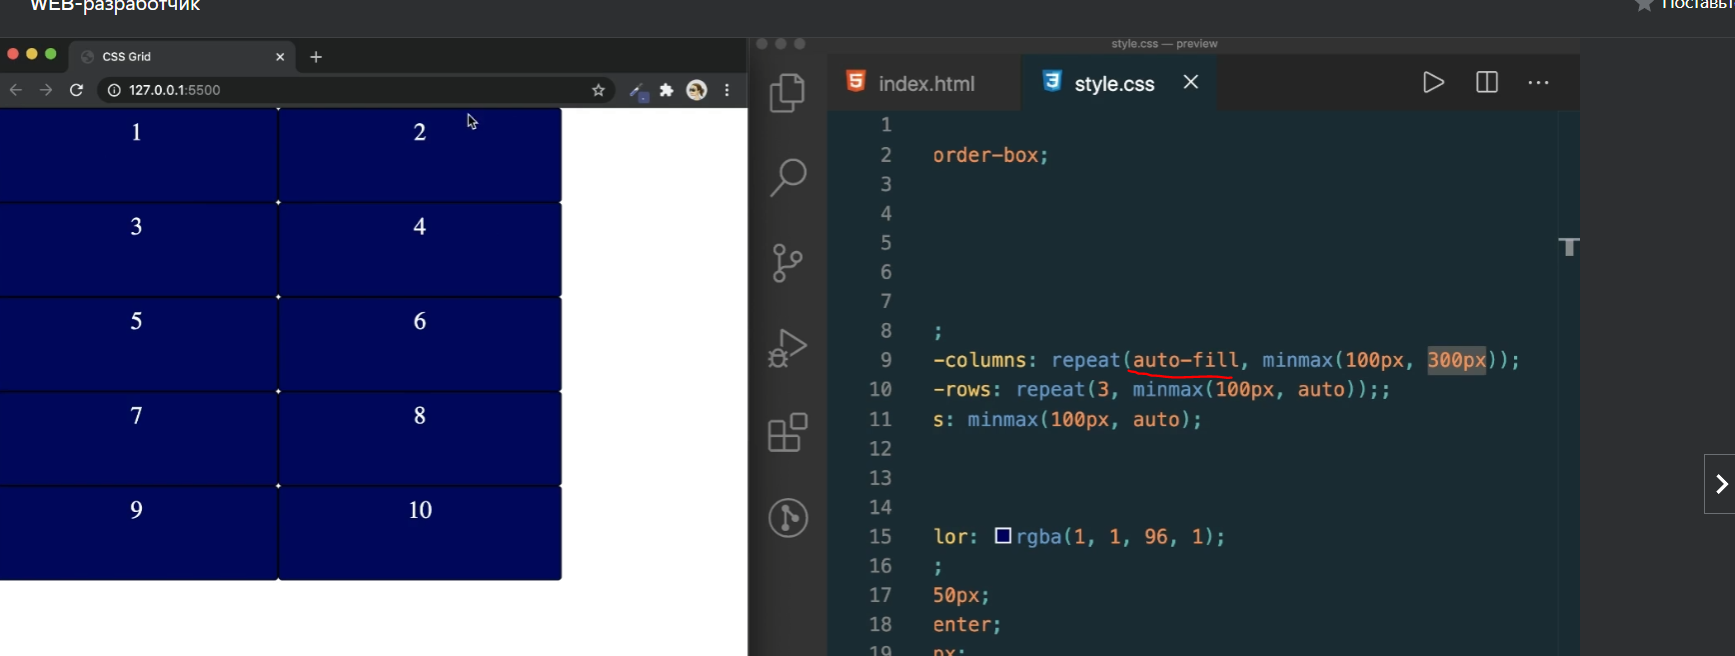 WEB-разработчик
Поставьт
CSS Grid
127.0.0.1:5500
1
2
3
4
5
6
7
8
9
10
style.css — preview
index.html
style.css
1
2 order-box;
3
4
5
6
7
8 ;
9 -columns: repeat(auto-fill, minmax(100px, 300px));
10 -rows: repeat(3, minmax(100px, auto));;
11 s: minmax(100px, auto);
12
13
14
15 lor: rgba(1, 1, 96, 1);
16 ;
17 50px;
18 enter;
19 px;
T